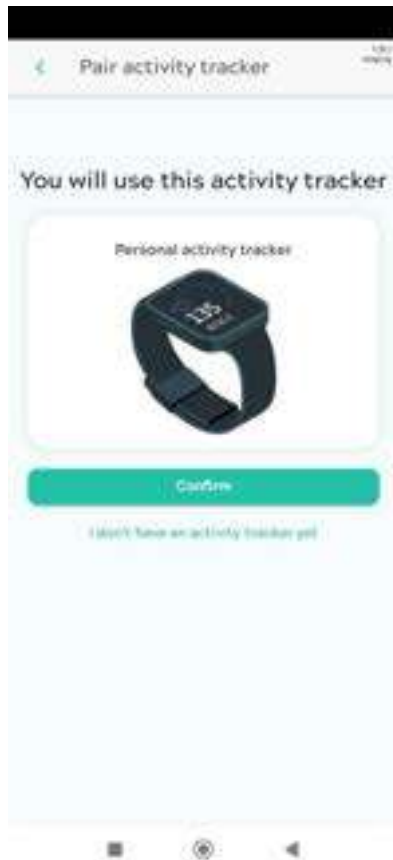 Pair activity tracker
You will use this activity tracker
Personal activity tracker
135
Confirm
I don't have an activity tracker yet